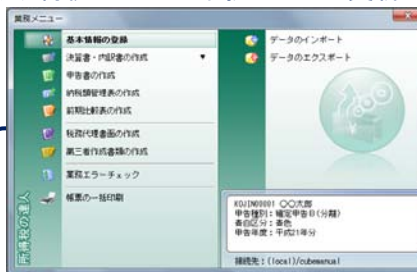 業務メニュー
基本情報の登録
決算書・内訳書の作成 ▼
申告書の作成
納税額管理表の作成
前期比較表の作成
税務代理書面の作成
第三者作成書類の作成
業務エラーチェック
帳票の一括印刷
データのインポート
データのエクスポート
所得税の達人
KOJIN0001 〇〇太郎
申告種別：確定申告B(分離)
青白区分：青色
申告年度：平成21年分
接続先：(local)/cubemanual